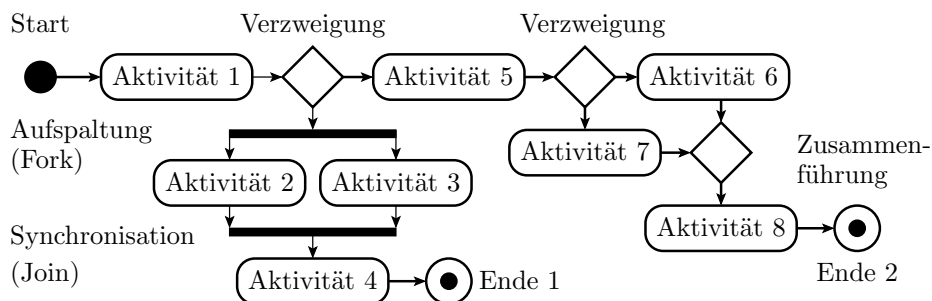 Start
Verzweigung
Verzweigung
Aktivität 1
Aktivität 5
Aktivität 6
Aufspaltung
(Fork)
Aktivität 7
Zusammen-
führung
Aktivität 2
Aktivität 3
Aktivität 8
Synchronisation
(Join)
Aktivität 4
Ende 1
Ende 2